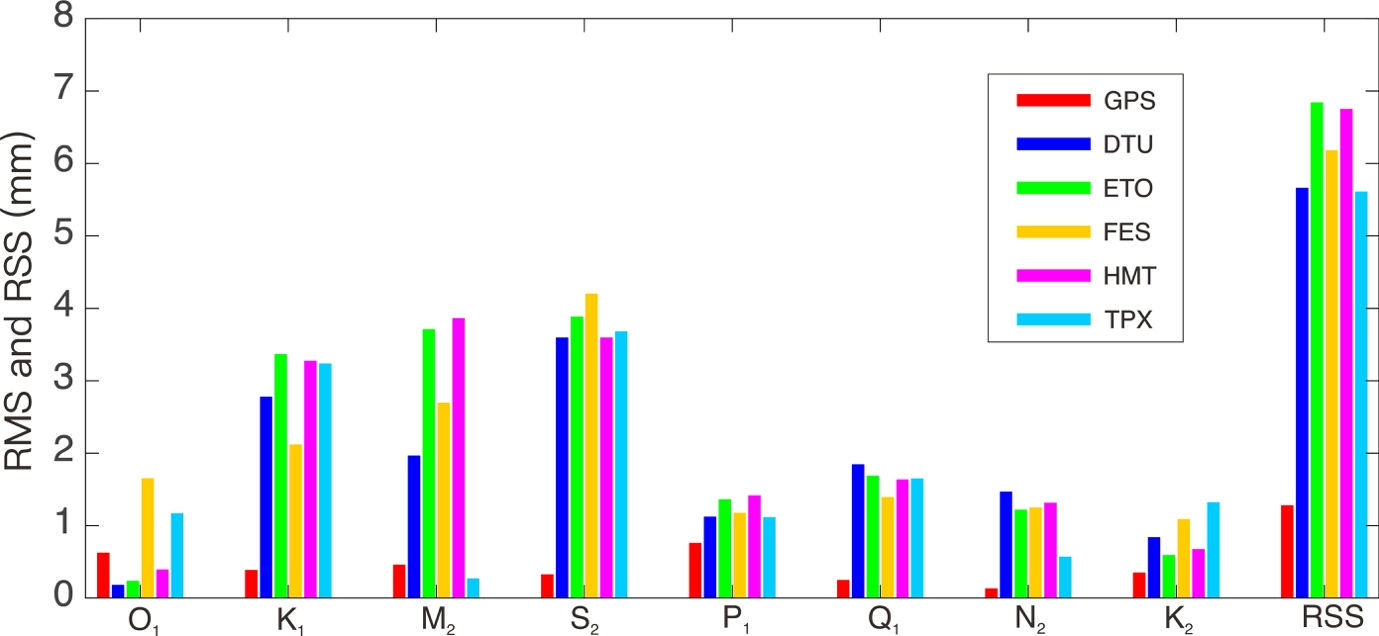 8
7
6
5
4
3
2
1
0
RMS and RSS (mm)
GPS
DTU
ETO
FES
HMT
TPX
O₁ K₁ M₂ S₂ P₁ Q₁ N₂ K₂ RSS